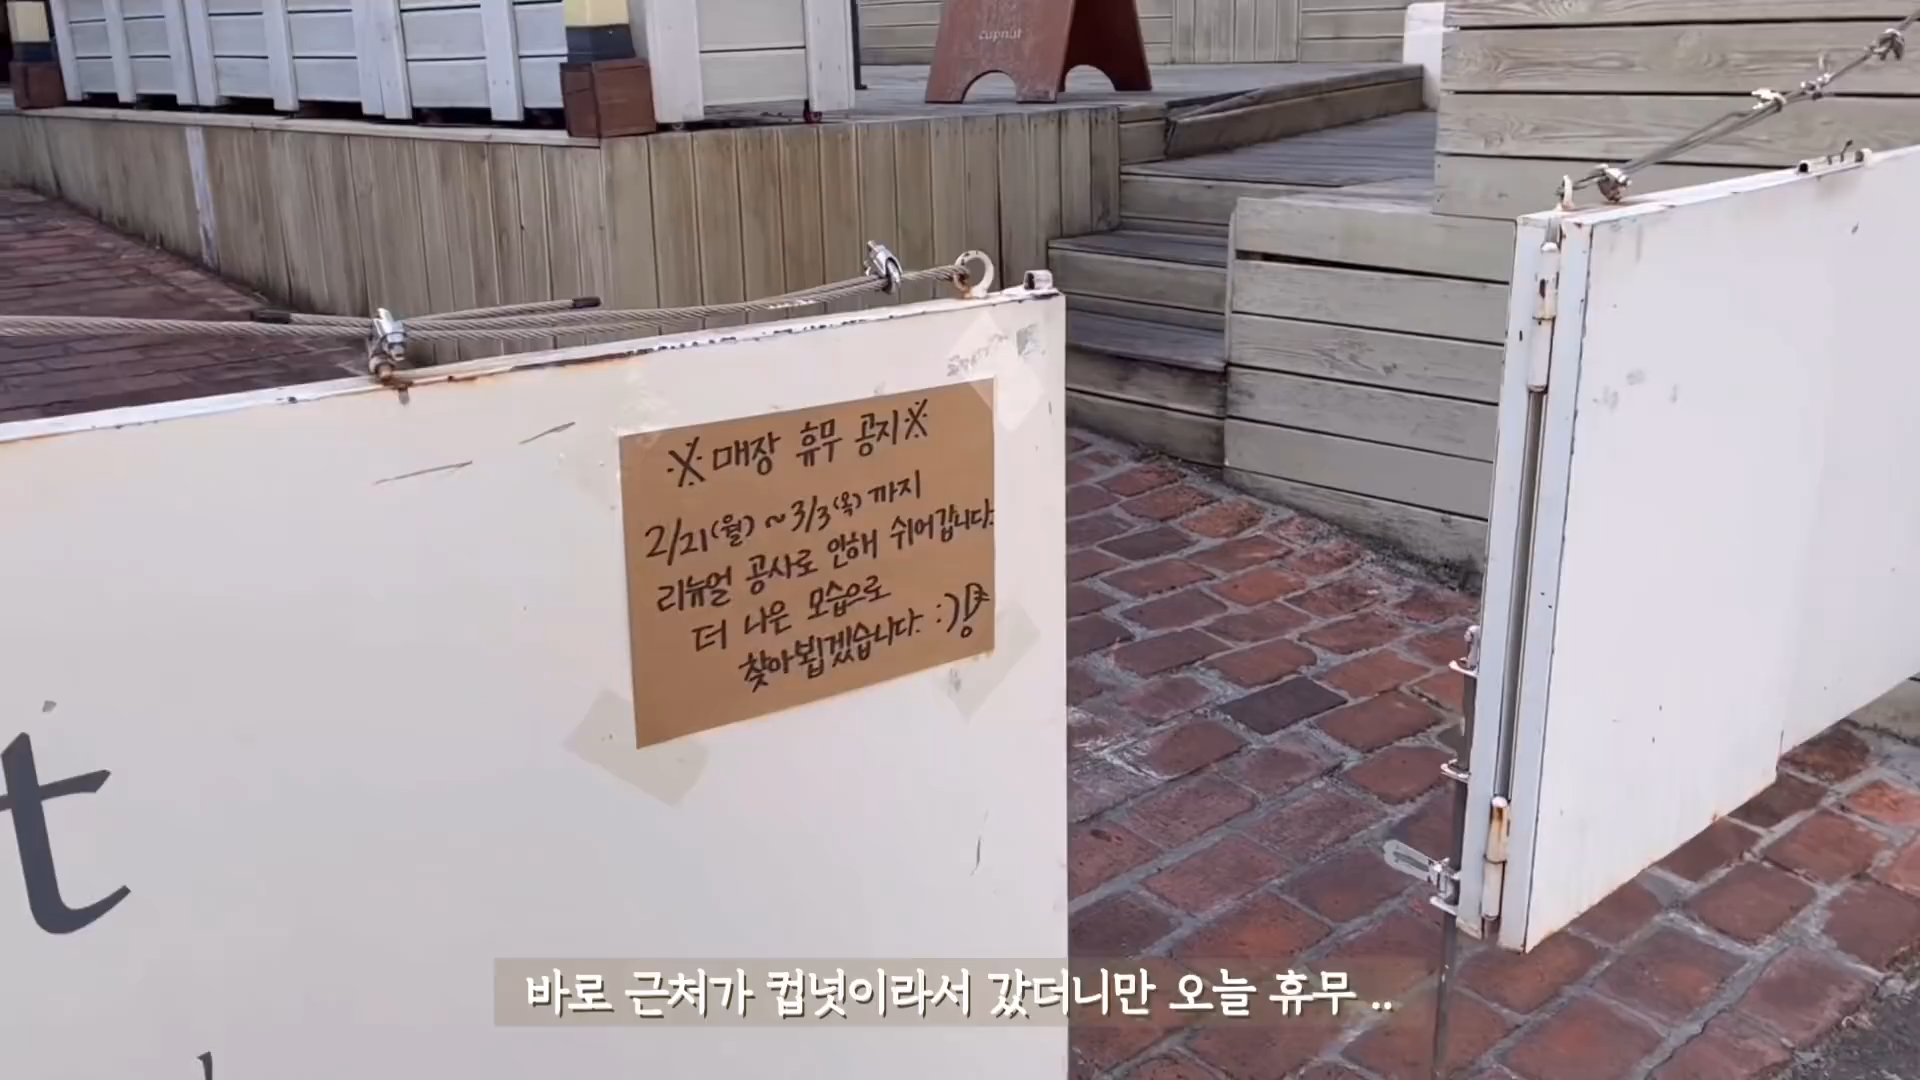 cupnut
※매장 휴무 공지※
2/21(월) ~ 3/3(목) 까지
리뉴얼 공사로 인해 쉬어갑니다.
더 나은 모습으로
찾아뵙겠습니다. :)
t
바로 근처가 컵넛이라서 갔더니만 오늘 휴무 ..